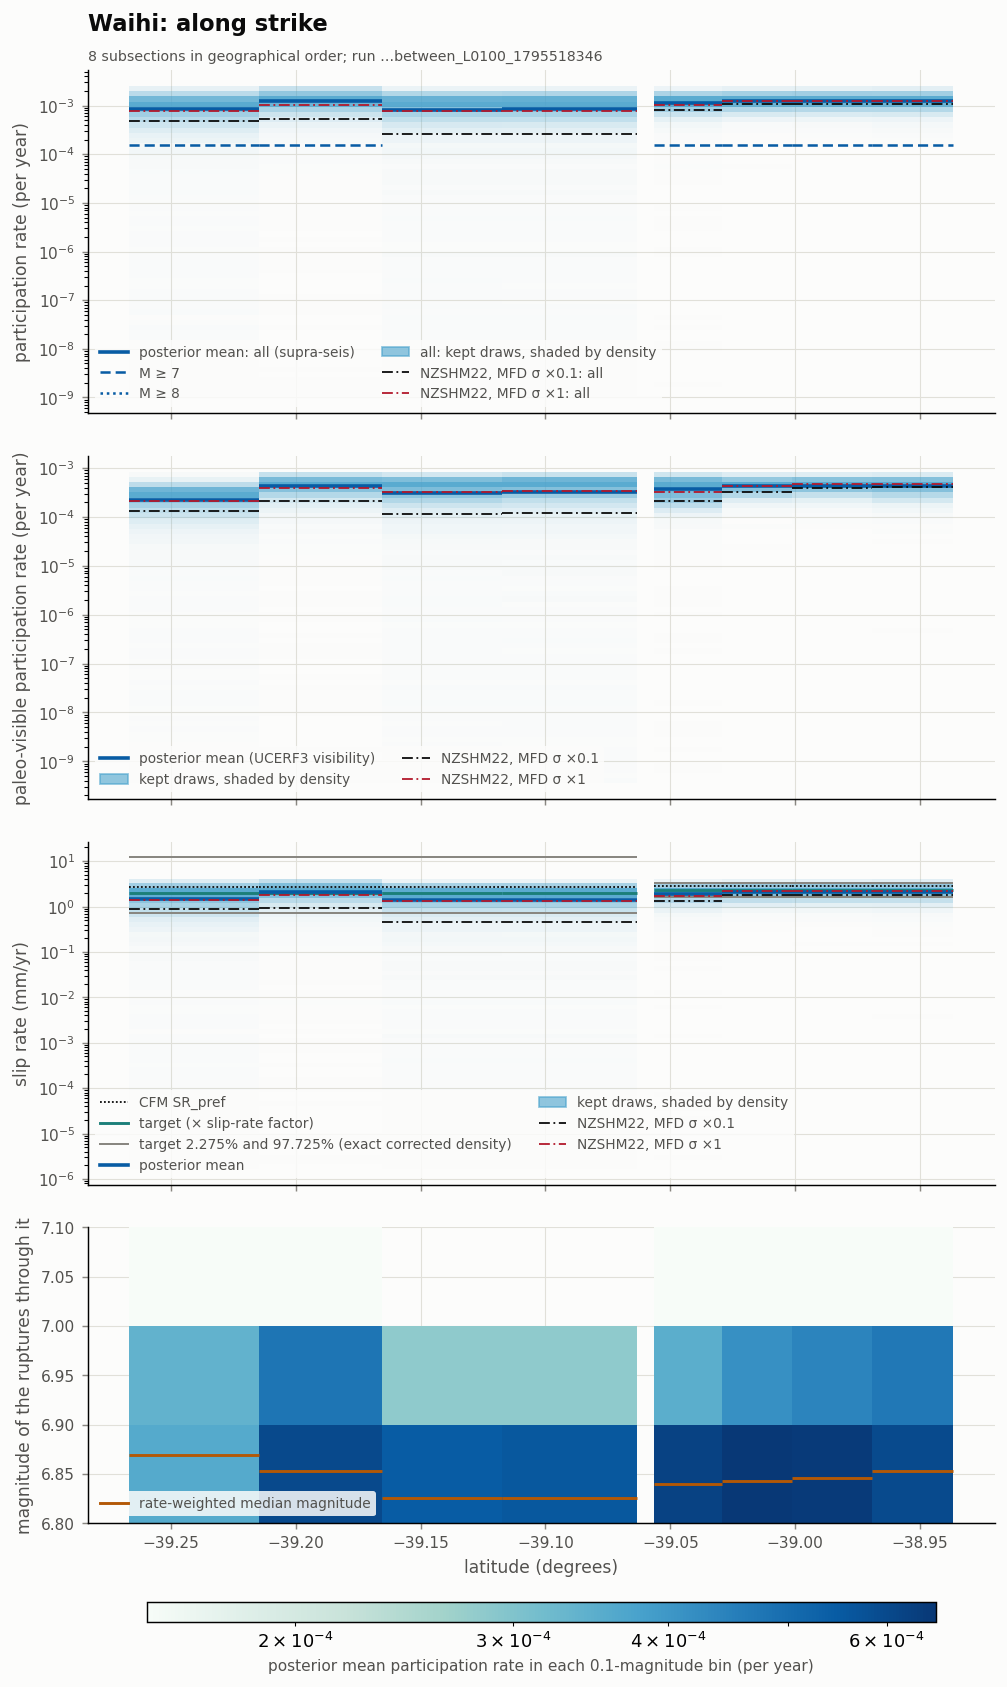 Waihi: along strike
8 subsections in geographical order; run ...between_L0100_1795518346
participation rate (per year)
10⁻³
10⁻⁴
10⁻⁵
10⁻⁶
10⁻⁷
10⁻⁸
10⁻⁹
posterior mean: all (supra-seis)
M ≥ 7
M ≥ 8
all: kept draws, shaded by density
NZSHM22, MFD σ ×0.1: all
NZSHM22, MFD σ ×1: all
paleo-visible participation rate (per year)
10⁻³
10⁻⁴
10⁻⁵
10⁻⁶
10⁻⁷
10⁻⁸
10⁻⁹
posterior mean (UCERF3 visibility)
kept draws, shaded by density
NZSHM22, MFD σ ×0.1
NZSHM22, MFD σ ×1
slip rate (mm/yr)
10¹
10⁰
10⁻¹
10⁻²
10⁻³
10⁻⁴
10⁻⁵
10⁻⁶
CFM SR_pref
target (× slip-rate factor)
target 2.275% and 97.725% (exact corrected density)
posterior mean
kept draws, shaded by density
NZSHM22, MFD σ ×0.1
NZSHM22, MFD σ ×1
magnitude of the ruptures through it
7.10
7.05
7.00
6.95
6.90
6.85
6.80
rate-weighted median magnitude
−39.25 −39.20 −39.15 −39.10 −39.05 −39.00 −38.95
latitude (degrees)
2 × 10⁻⁴ 3 × 10⁻⁴ 4 × 10⁻⁴ 6 × 10⁻⁴
posterior mean participation rate in each 0.1-magnitude bin (per year)